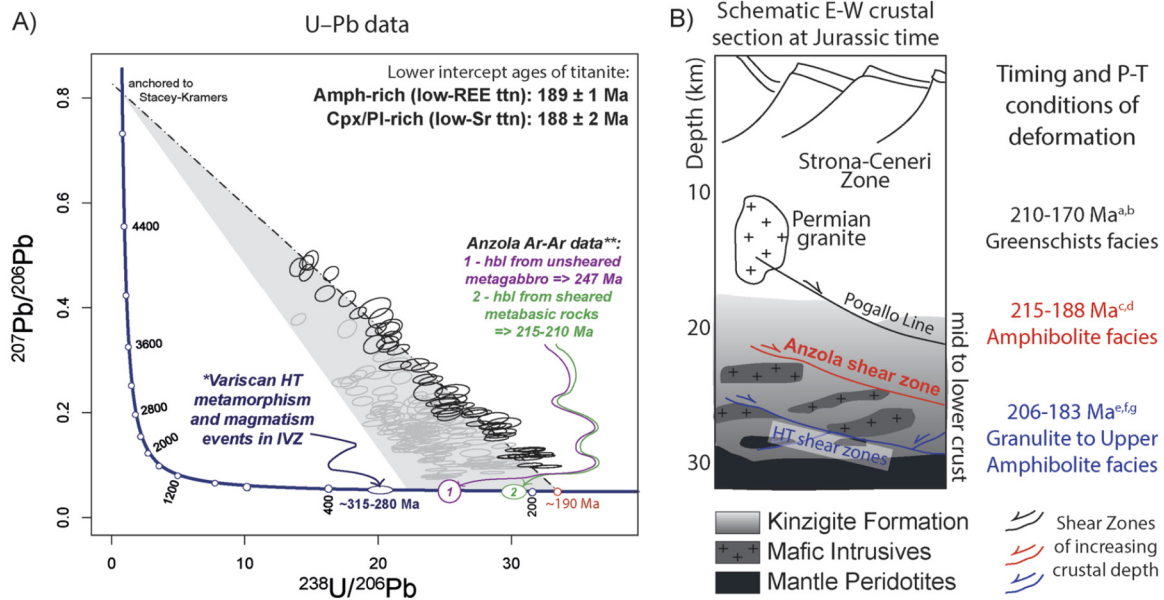 A)
U–Pb data
anchored to
Stacey-Kramers
Lower intercept ages of titanite:
Amph-rich (low-REE ttn): 189 ± 1 Ma
Cpx/Pl-rich (low-Sr ttn): 188 ± 2 Ma
Anzola Ar-Ar data**:
1 - hbl from unsheared
metagabbro => 247 Ma
2 - hbl from sheared
metabasic rocks
=> 215-210 Ma
*Variscan HT
metamorphism
and magmatism
events in IVZ
4400
3600
2800
2000
1200
400
~315-280 Ma
1
2
200
~190 Ma
0.8
0.6
0.4
0.2
0.0
207Pb/206Pb
0
10
20
30
238U/206Pb
B)
Schematic E-W crustal
section at Jurassic time
Depth (km)
10
20
30
Strona-Ceneri
Zone
Permian
granite
Pogallo Line
Anzola shear zone
HT shear zones
mid to lower crust
Timing and P-T
conditions of
deformation
210-170 Maa,b
Greenschists facies
215-188 Mac,d
Amphibolite facies
206-183 Mae,f,g
Granulite to Upper
Amphibolite facies
Kinzigite Formation
Mafic Intrusives
Mantle Peridotites
Shear Zones
of increasing
crustal depth